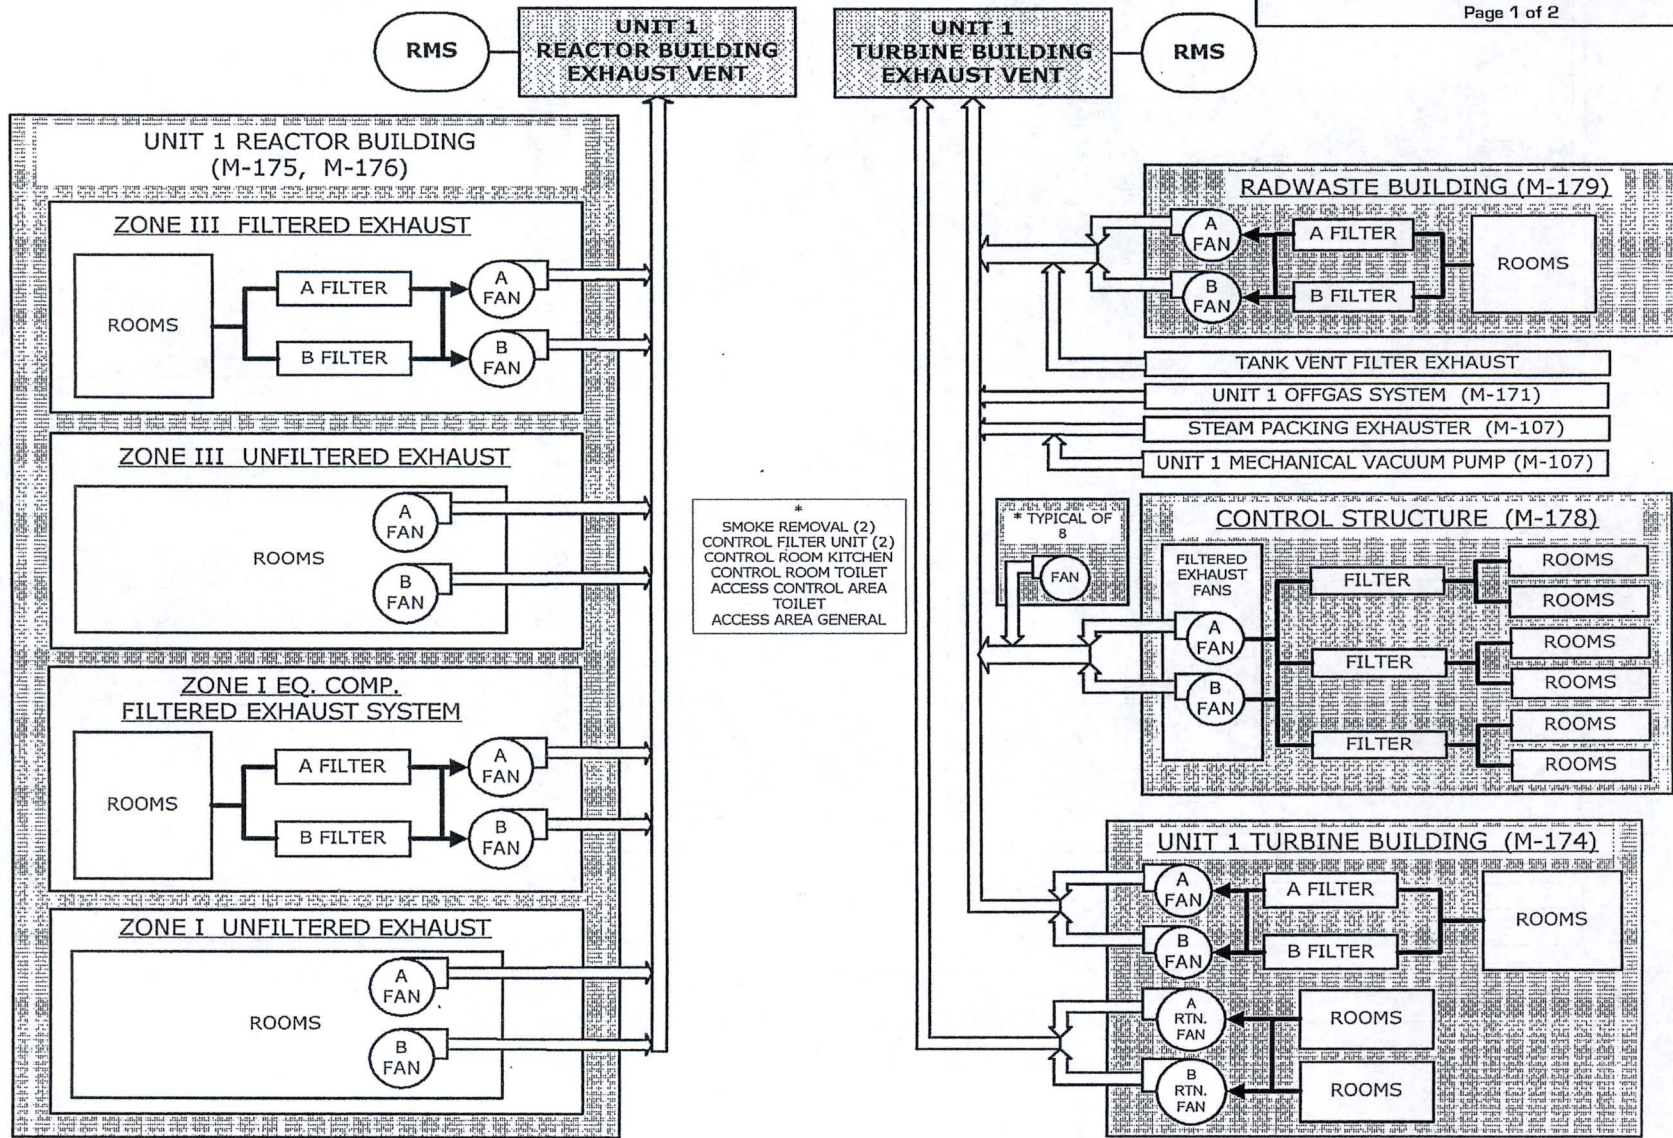 Page 1 of 2
RMS
UNIT 1
REACTOR BUILDING
EXHAUST VENT
UNIT 1
TURBINE BUILDING
EXHAUST VENT
RMS
UNIT 1 REACTOR BUILDING
(M-175, M-176)
ZONE III FILTERED EXHAUST
ROOMS
A FILTER
B FILTER
A
FAN
B
FAN
ZONE III UNFILTERED EXHAUST
ROOMS
A
FAN
B
FAN
ZONE I EQ. COMP.
FILTERED EXHAUST SYSTEM
ROOMS
A FILTER
B FILTER
A
FAN
B
FAN
ZONE I UNFILTERED EXHAUST
ROOMS
A
FAN
B
FAN
*
SMOKE REMOVAL (2)
CONTROL FILTER UNIT (2)
CONTROL ROOM KITCHEN
CONTROL ROOM TOILET
ACCESS CONTROL AREA
TOILET
ACCESS AREA GENERAL
RADWASTE BUILDING (M-179)
A
FAN
B
FAN
A FILTER
B FILTER
ROOMS
TANK VENT FILTER EXHAUST
UNIT 1 OFFGAS SYSTEM (M-171)
STEAM PACKING EXHAUSTER (M-107)
UNIT 1 MECHANICAL VACUUM PUMP (M-107)
* TYPICAL OF
8
FAN
CONTROL STRUCTURE (M-178)
FILTERED
EXHAUST
FANS
A
FAN
B
FAN
FILTER
FILTER
FILTER
ROOMS
ROOMS
ROOMS
ROOMS
ROOMS
ROOMS
UNIT 1 TURBINE BUILDING (M-174)
A
FAN
B
FAN
A FILTER
B FILTER
ROOMS
A
RTN.
FAN
B
RTN.
FAN
ROOMS
ROOMS